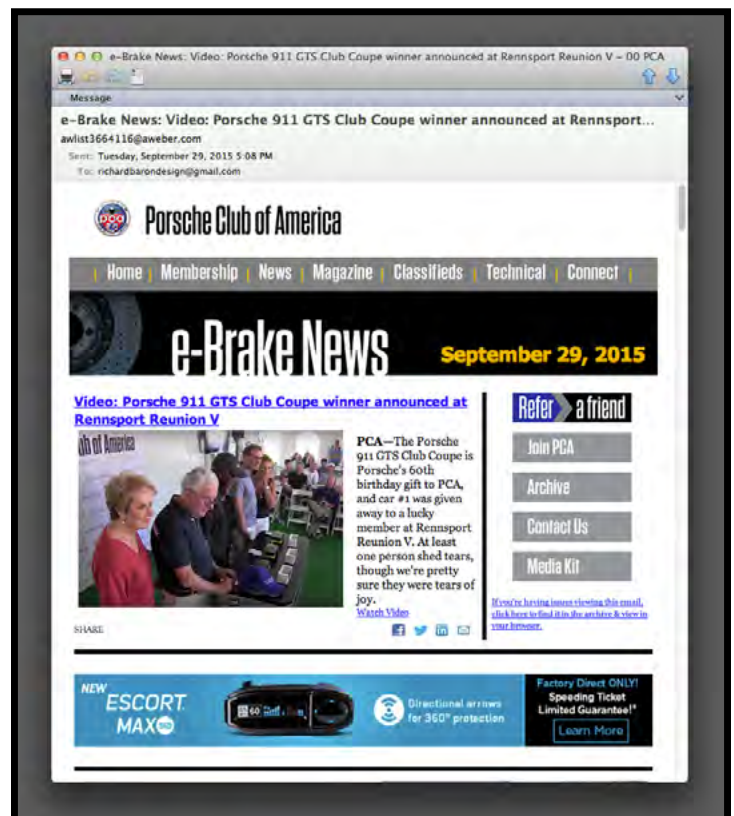 e-Brake News: Video: Porsche 911 GTS Club Coupe winner announced at Rennsport Reunion V – 00 PCA
Message
e-Brake News: Video: Porsche 911 GTS Club Coupe winner announced at Rennsport...
awlist3664116@aweber.com
Sent: Tuesday, September 29, 2015 5:08 PM
To: richardbarondesign@gmail.com
Porsche Club of America
Home | Membership | News | Magazine | Classifieds | Technical | Connect
e-Brake News
September 29, 2015
Video: Porsche 911 GTS Club Coupe winner announced at
Rennsport Reunion V
PCA—The Porsche
911 GTS Club Coupe is
Porsche's 60th
birthday gift to PCA,
and car #1 was given
away to a lucky
member at Rennsport
Reunion V. At least
one person shed tears,
though we're pretty
sure they were tears of
joy.
Watch Video
SHARE
Refer a friend
Join PCA
Archive
Contact Us
Media Kit
If you're having issues viewing this email,
click here to find it in the archive & view in
your browser.
NEW
ESCORT
MAX
Directional arrows
for 360° protection
Factory Direct ONLY!
Speeding Ticket
Limited Guarantee!*
Learn More